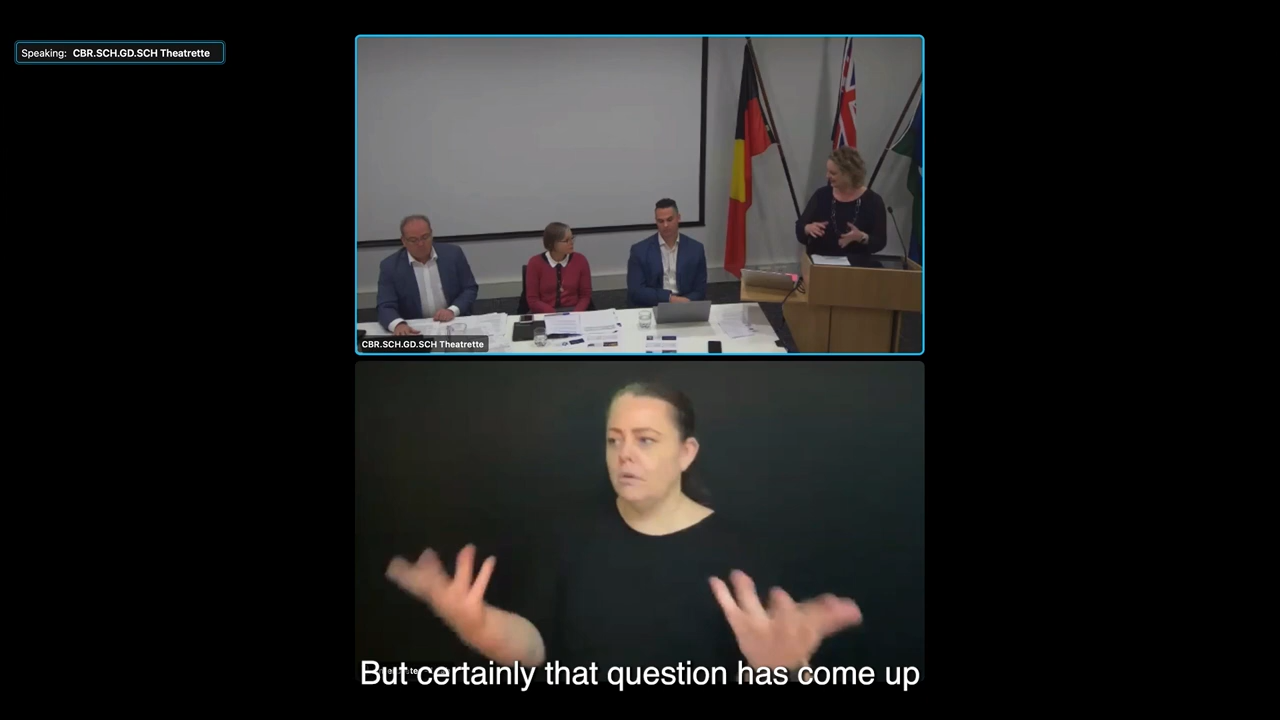 Speaking: CBR.SCH.GD.SCH Theatrette
CBR.SCH.GD.SCH Theatrette
But certainly that question has come up